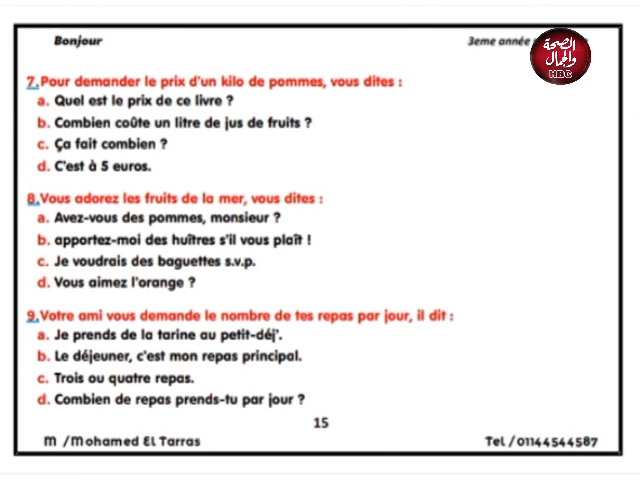 Bonjour
3eme année
الصحة
والجمال
HBG
7.Pour demander le prix d'un kilo de pommes, vous dites :
a. Quel est le prix de ce livre ?
b. Combien coûte un litre de jus de fruits ?
c. Ça fait combien ?
d. C'est à 5 euros.
8.Vous adorez les fruits de la mer, vous dites :
a. Avez-vous des pommes, monsieur ?
b. apportez-moi des huîtres s'il vous plaît !
c. Je voudrais des baguettes s.v.p.
d. Vous aimez l'orange ?
9.Votre ami vous demande le nombre de tes repas par jour, il dit :
a. Je prends de la tarine au petit-déj'.
b. Le déjeuner, c'est mon repas principal.
c. Trois ou quatre repas.
d. Combien de repas prends-tu par jour ?
15
M /Mohamed El Tarras
Tel /01144544587